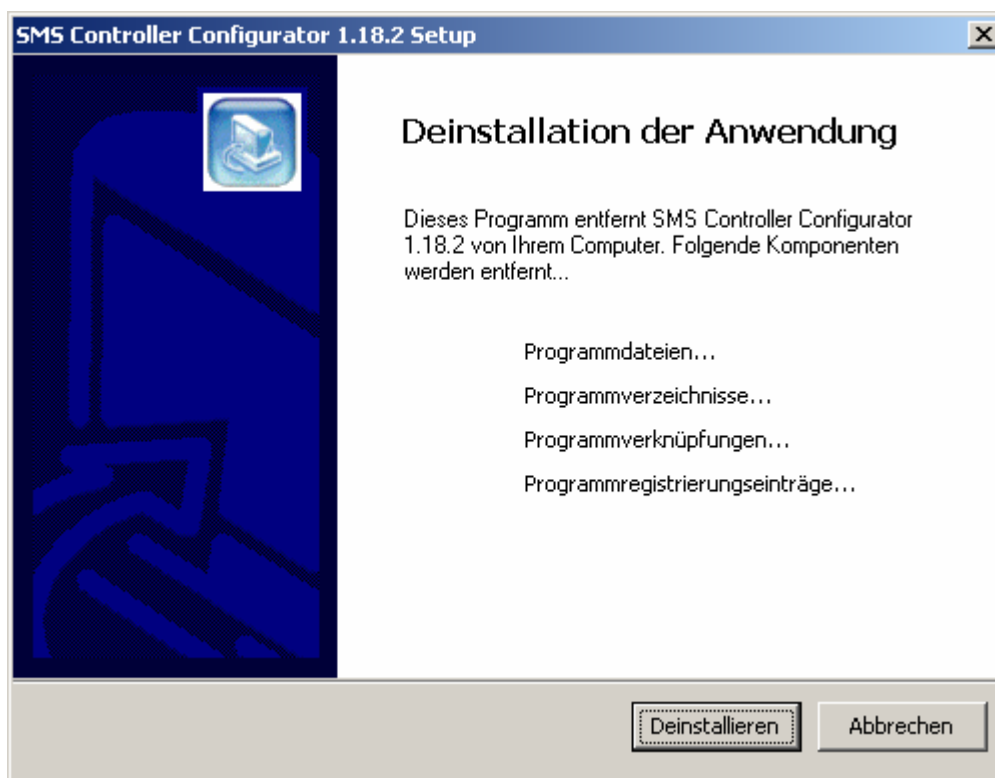 SMS Controller Configurator 1.18.2 Setup
Deinstallation der Anwendung
Dieses Programm entfernt SMS Controller Configurator
1.18.2 von Ihrem Computer. Folgende Komponenten
werden entfernt...
Programmdateien...
Programmverzeichnisse...
Programmverknüpfungen...
Programmregistrierungseinträge...
Deinstallieren
Abbrechen